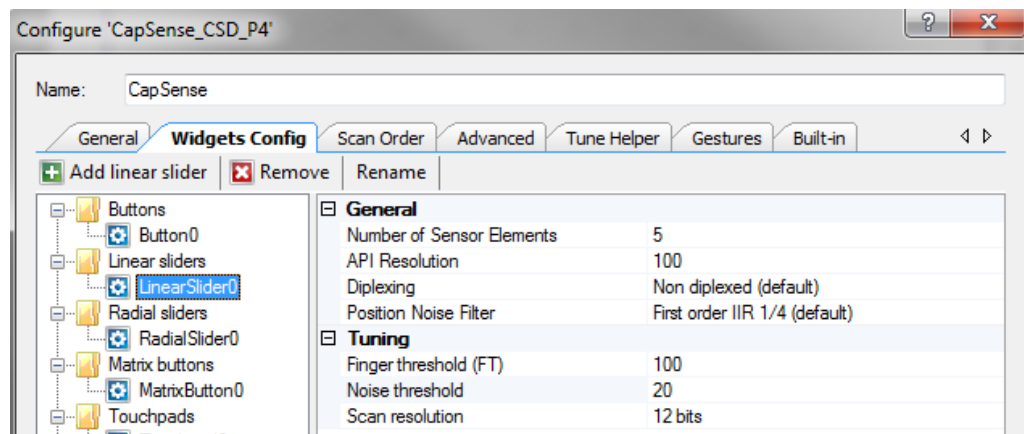 Configure 'CapSense_CSD_P4'
Name: CapSense
General Widgets Config Scan Order Advanced Tune Helper Gestures Built-in
Add linear slider Remove Rename
Buttons
Button0
Linear sliders
LinearSlider0
Radial sliders
RadialSlider0
Matrix buttons
MatrixButton0
Touchpads
General
Number of Sensor Elements 5
API Resolution 100
Diplexing Non diplexed (default)
Position Noise Filter First order IIR 1/4 (default)
Tuning
Finger threshold (FT) 100
Noise threshold 20
Scan resolution 12 bits